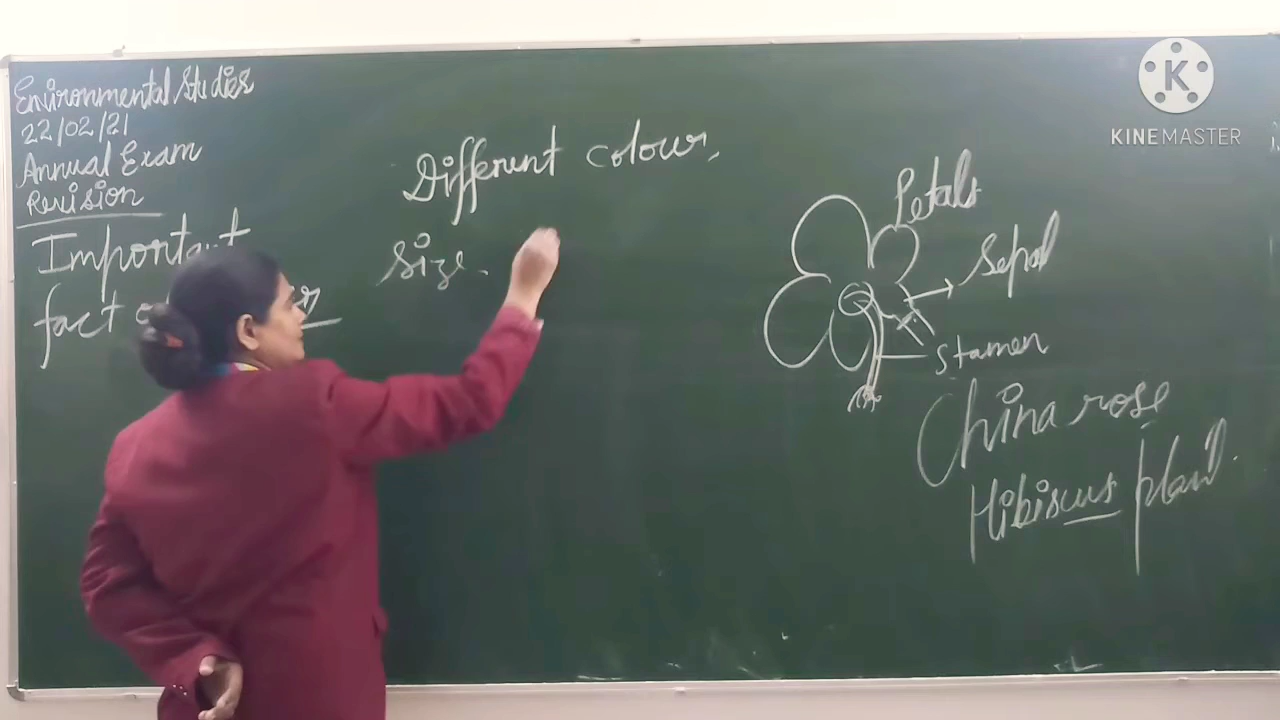 Environmental Studies
22/02/21
Annual Exam
Revision
Important
fact
Different colour,
Size.
Petals
Sepal
Stamen
China rose
Hibiscus plant.
K
KINEMASTER